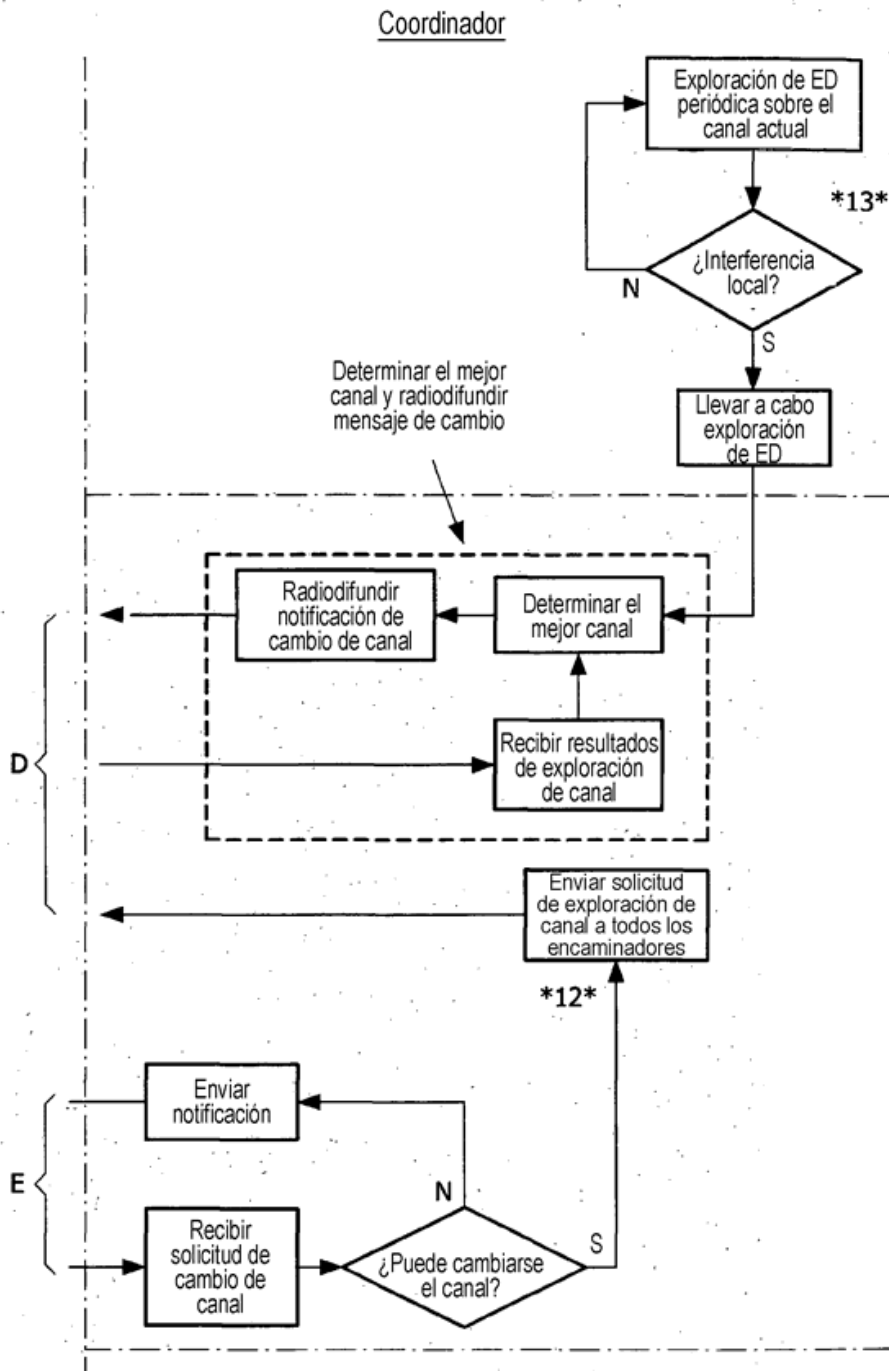 Coordinador
Exploración de ED
periódica sobre el
canal actual
*13*
¿Interferencia
local?
N
S
Determinar el mejor
canal y radiodifundir
mensaje de cambio
Llevar a cabo
exploración
de ED
Radiodifundir
notificación de
cambio de canal
Determinar el
mejor canal
Recibir resultados
de exploración
de canal
D
Enviar solicitud
de exploración de
canal a todos los
encaminadores
*12*
Enviar
notificación
E
N
Recibir
solicitud de
cambio de
canal
¿Puede cambiarse
el canal?
S